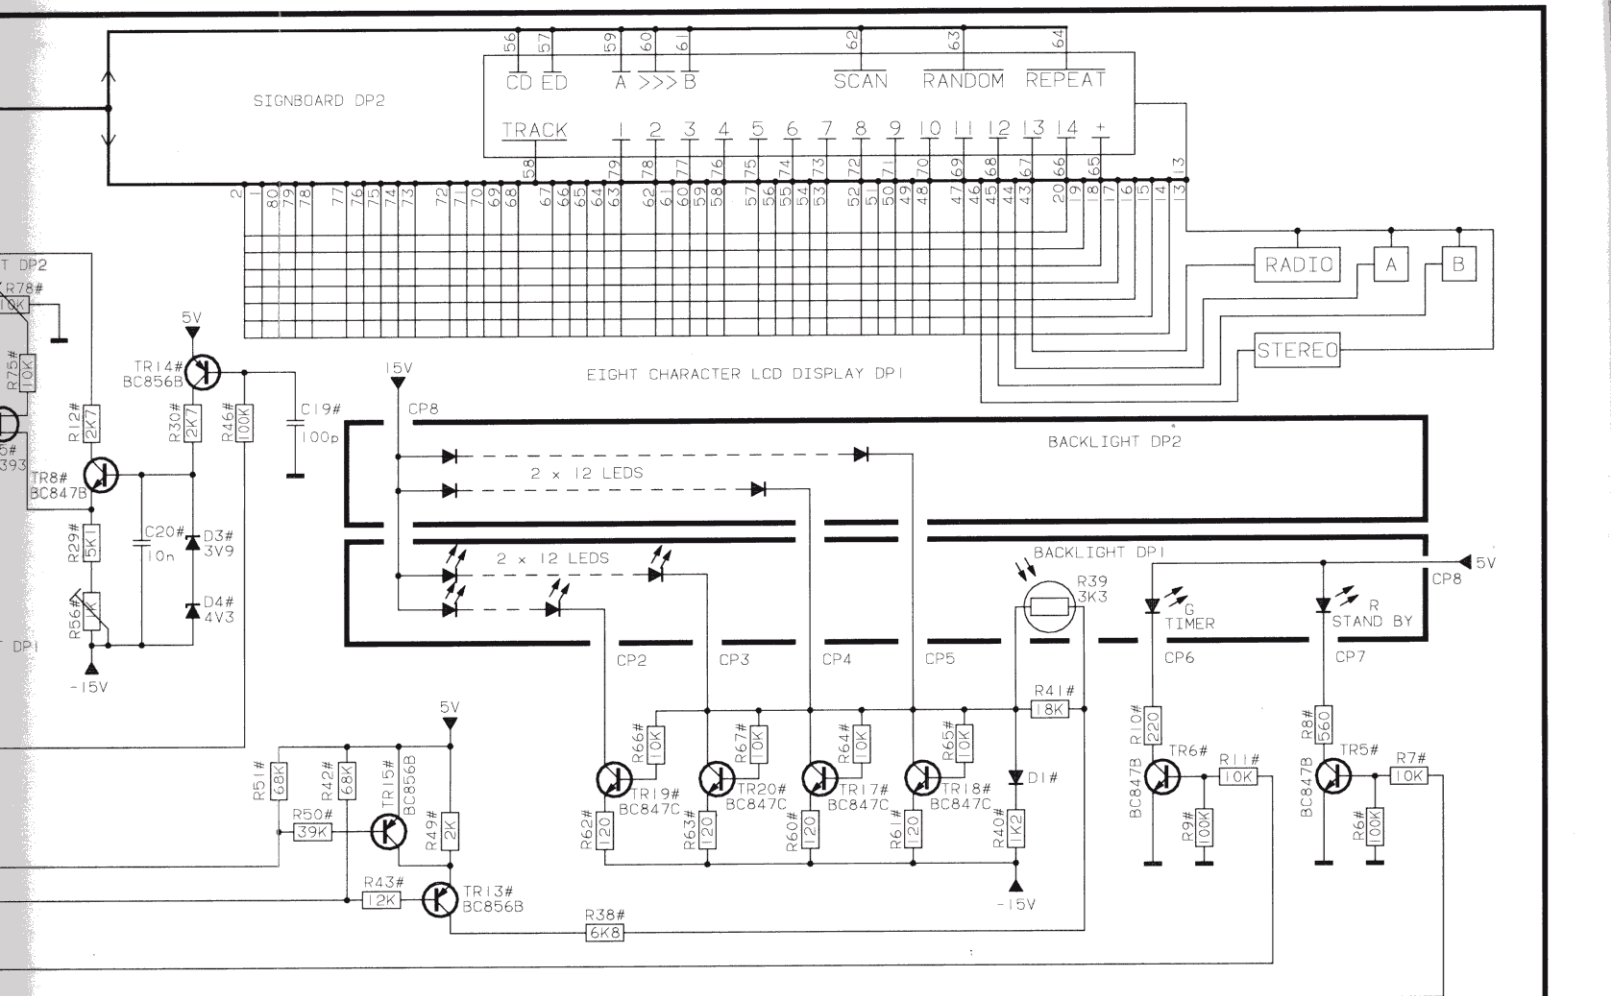 56 57 59 60 61 62 63 64
CD ED A >>> B SCAN RANDOM REPEAT
SIGNBOARD DP2
TRACK 1 2 3 4 5 6 7 8 9 10 11 12 13 14 +
58 79 78 77 76 75 74 73 72 71 70 69 68 67 66 65 13
2 1 80 79 78 77 76 75 74 73 72 71 70 69 68 67 66 65 64 63 62 61 60 59 58 57 56 55 54 53 52 51 50 49 48 47 46 45 44 43 20 19 18 17 16 15 14 13
RADIO A B
STEREO
T DP2
R78#
10K
5V
TR14#
BC856B
R75#
10K
R12#
2K7
R30#
2K7
R46#
100K
C19#
100p
393
TR8#
BC847B
R29#
5K1
C20#
10n
D3#
3V9
R56#
1K
D4#
4V3
DP1
-15V
15V
EIGHT CHARACTER LCD DISPLAY DP1
CP8
BACKLIGHT DP2
2 x 12 LEDS
2 x 12 LEDS
BACKLIGHT DP1
R39
3K3
5V
CP8
G
TIMER
R
STAND BY
CP2 CP3 CP4 CP5 CP6 CP7
R41#
18K
5V
R51#
68K
R42#
68K
TR15#
BC856B
R50#
39K
R49#
2K
R43#
12K
TR13#
BC856B
R38#
6K8
R66#
10K
R67#
10K
R64#
10K
R65#
10K
TR19#
BC847C
TR20#
BC847C
TR17#
BC847C
TR18#
BC847C
D1#
R62#
120
R63#
120
R60#
120
R61#
120
R40#
1K2
-15V
R10#
220
TR6#
BC847B
R11#
10K
R9#
100K
R8#
560
TR5#
BC847B
R7#
10K
R6#
100K